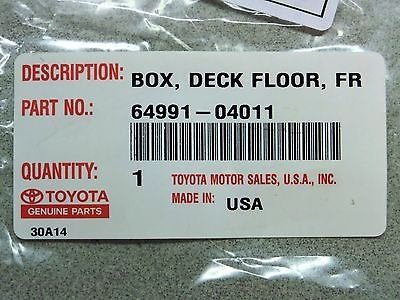 DESCRIPTION: BOX, DECK FLOOR, FR
PART NO.: 64991-04011
QUANTITY: 1 TOYOTA MOTOR SALES, U.S.A., INC.
TOYOTA MADE IN: USA
GENUINE PARTS
30A14